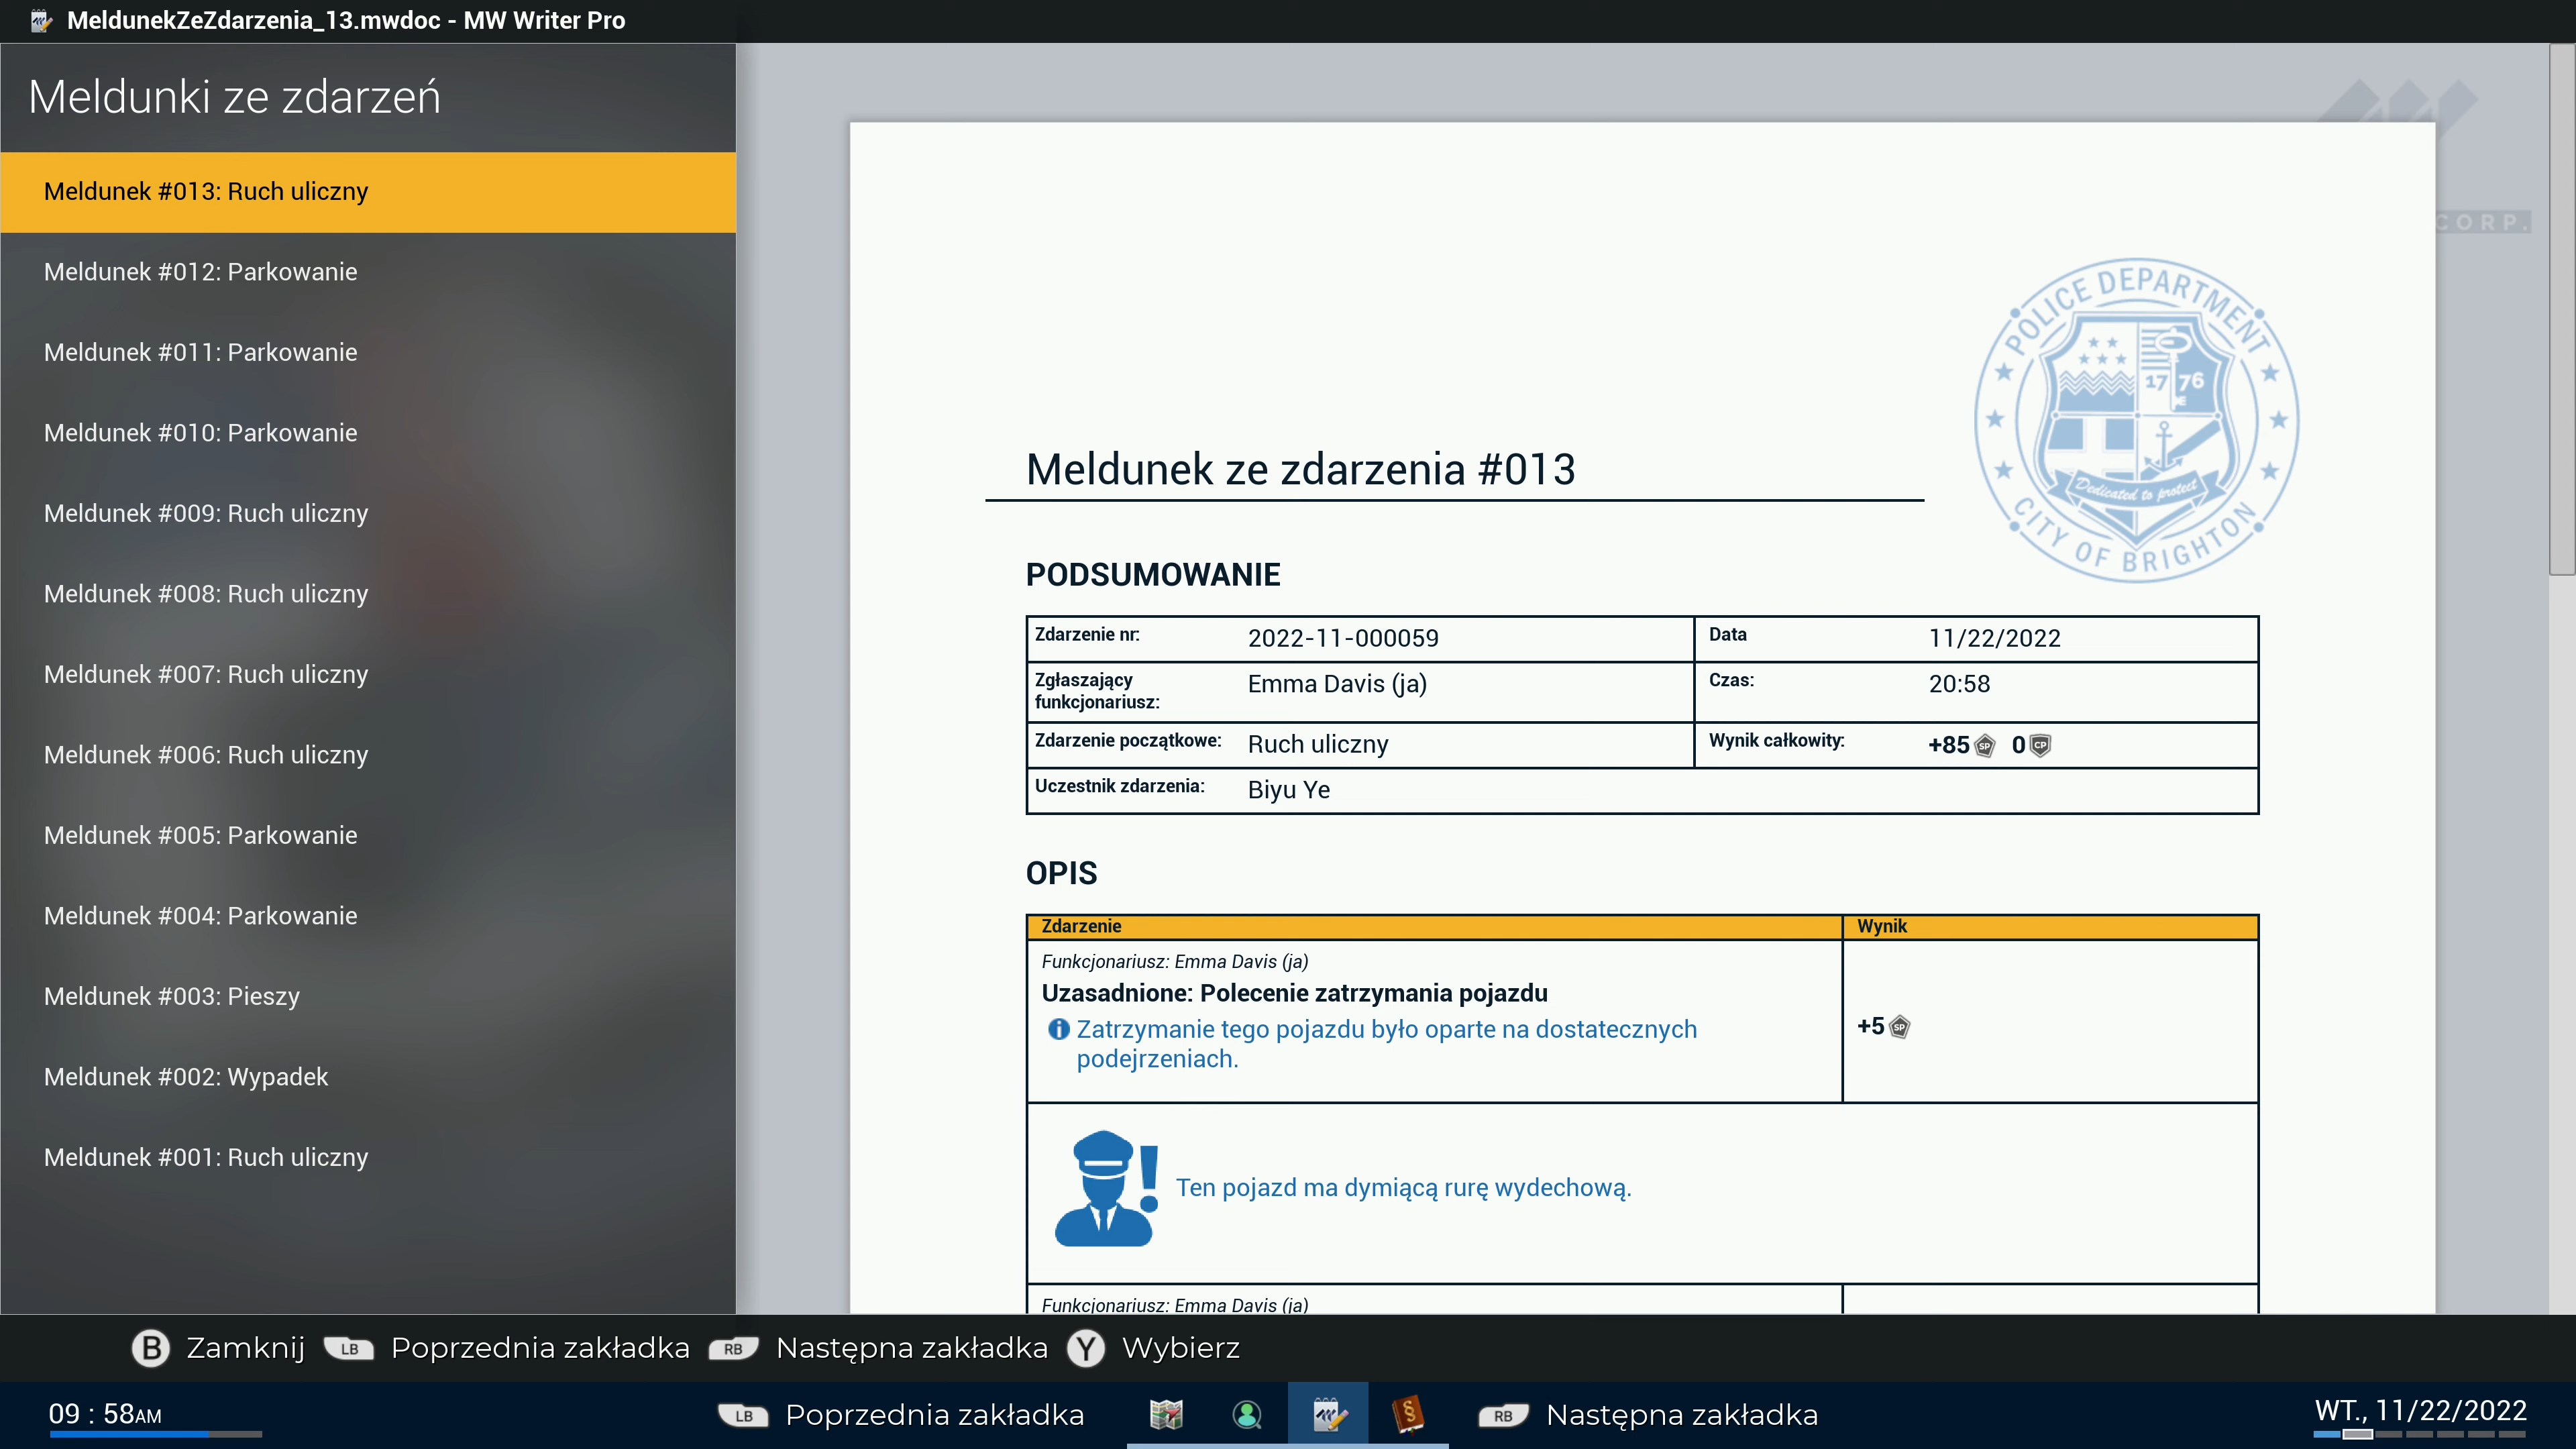 MeldunekZeZdarzenia_13.mwdoc - MW Writer Pro
Meldunki ze zdarzeń
Meldunek #013: Ruch uliczny
Meldunek #012: Parkowanie
Meldunek #011: Parkowanie
Meldunek #010: Parkowanie
Meldunek #009: Ruch uliczny
Meldunek #008: Ruch uliczny
Meldunek #007: Ruch uliczny
Meldunek #006: Ruch uliczny
Meldunek #005: Parkowanie
Meldunek #004: Parkowanie
Meldunek #003: Pieszy
Meldunek #002: Wypadek
Meldunek #001: Ruch uliczny
CORP.
POLICE DEPARTMENT
17 76
Dedicated to protect
CITY OF BRIGHTON
Meldunek ze zdarzenia #013
PODSUMOWANIE
Zdarzenie nr: 2022-11-000059 Data 11/22/2022
Zgłaszający funkcjonariusz: Emma Davis (ja) Czas: 20:58
Zdarzenie początkowe: Ruch uliczny Wynik całkowity: +85 SP 0 CP
Uczestnik zdarzenia: Biyu Ye
OPIS
Zdarzenie Wynik
Funkcjonariusz: Emma Davis (ja)
Uzasadnione: Polecenie zatrzymania pojazdu
Zatrzymanie tego pojazdu było oparte na dostatecznych
podejrzeniach.
+5 SP
Ten pojazd ma dymiącą rurę wydechową.
Funkcjonariusz: Emma Davis (ja)
B Zamknij LB Poprzednia zakładka RB Następna zakładka Y Wybierz
09 : 58AM LB Poprzednia zakładka RB Następna zakładka WT., 11/22/2022